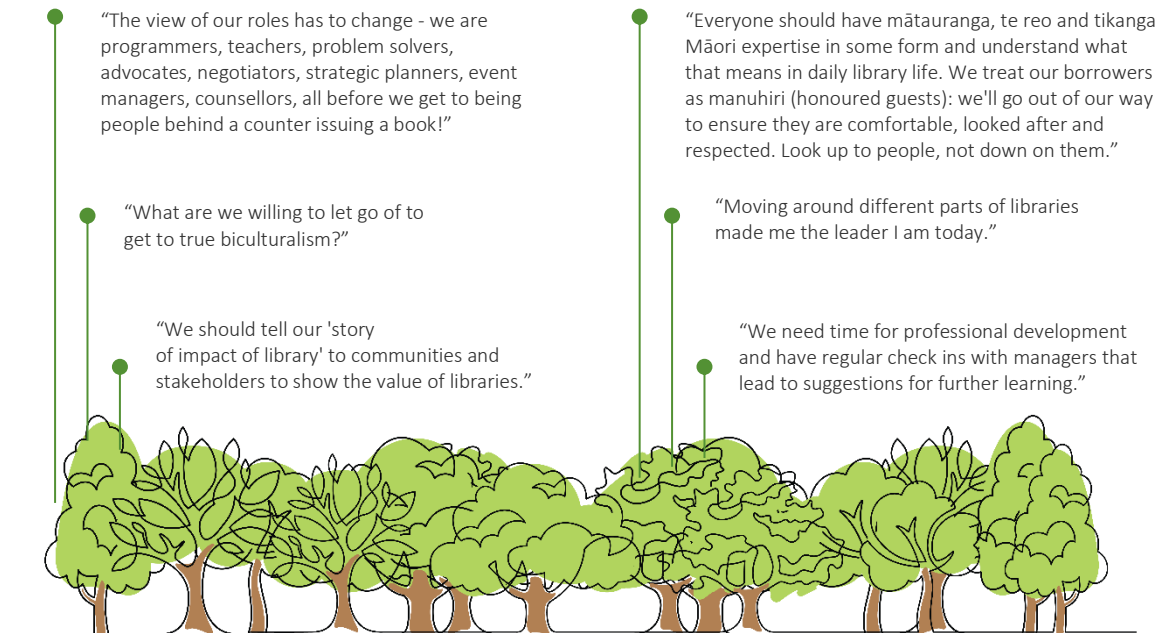 “The view of our roles has to change - we are
programmers, teachers, problem solvers,
advocates, negotiators, strategic planners, event
managers, counsellors, all before we get to being
people behind a counter issuing a book!”
“What are we willing to let go of to
get to true biculturalism?”
“We should tell our 'story
of impact of library' to communities and
stakeholders to show the value of libraries.”
“Everyone should have mātauranga, te reo and tikanga
Māori expertise in some form and understand what
that means in daily library life. We treat our borrowers
as manuhiri (honoured guests): we'll go out of our way
to ensure they are comfortable, looked after and
respected. Look up to people, not down on them.”
“Moving around different parts of libraries
made me the leader I am today.”
“We need time for professional development
and have regular check ins with managers that
lead to suggestions for further learning.”